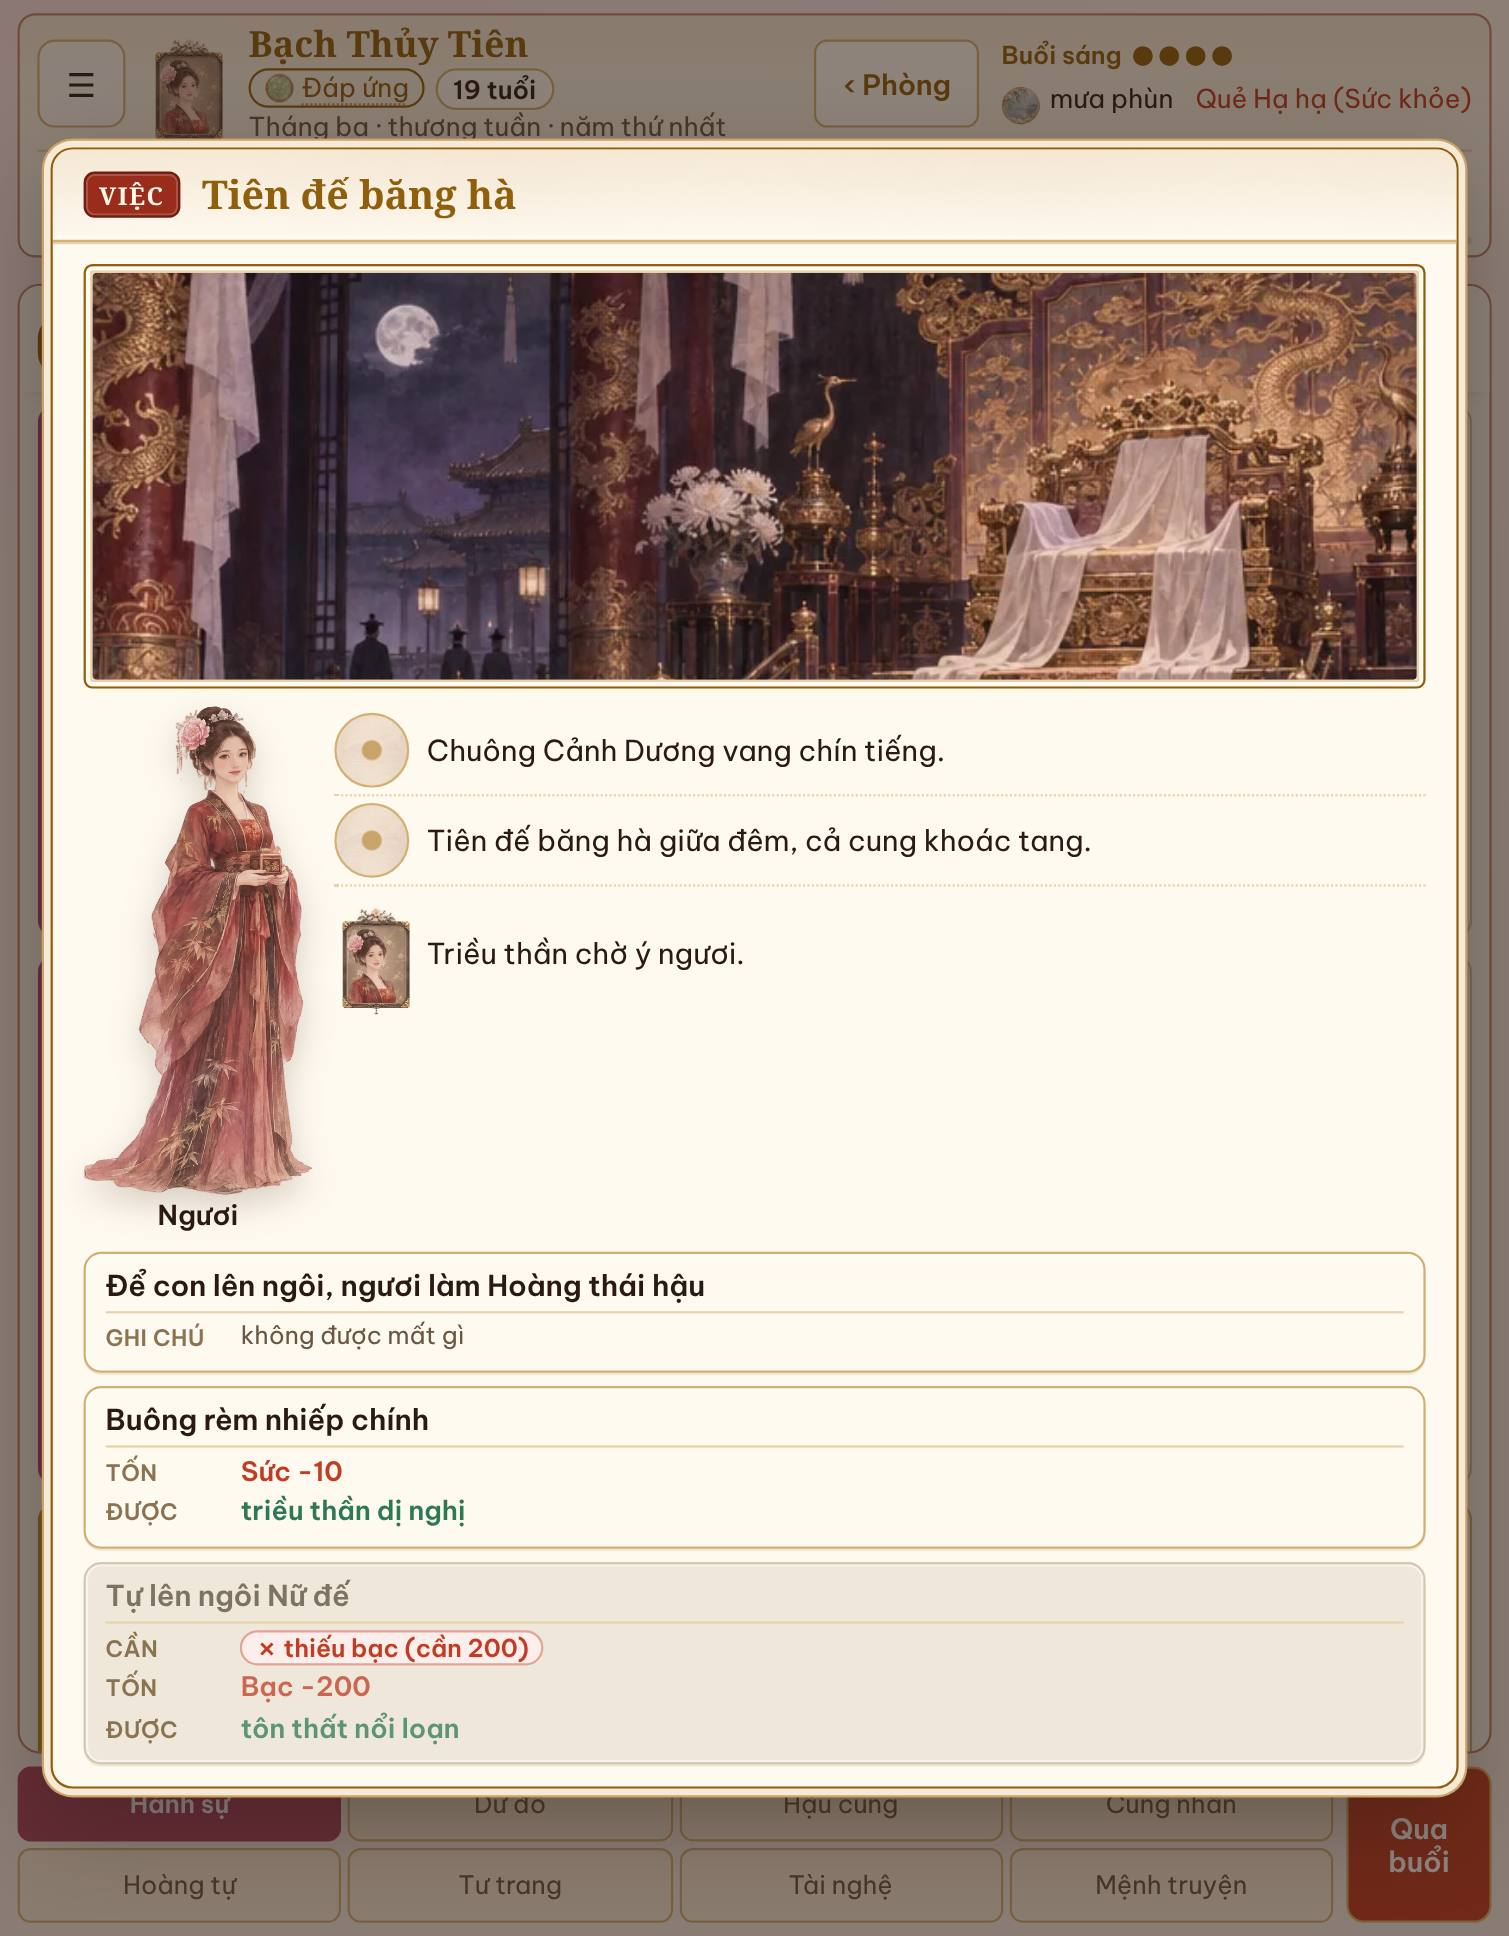 ☰
Bạch Thủy Tiên
Đáp ứng
19 tuổi
Tháng ba · thượng tuần · năm thứ nhất
‹ Phòng
Buổi sáng
mưa phùn
Quẻ Hạ hạ (Sức khỏe)
VIỆC
Tiên đế băng hà
Chuông Cảnh Dương vang chín tiếng.
Tiên đế băng hà giữa đêm, cả cung khoác tang.
Triều thần chờ ý ngươi.
Ngươi
Để con lên ngôi, ngươi làm Hoàng thái hậu
GHI CHÚ không được mất gì
Buông rèm nhiếp chính
TỐN Sức -10
ĐƯỢC triều thần dị nghị
Tự lên ngôi Nữ đế
CẦN × thiếu bạc (cần 200)
TỐN Bạc -200
ĐƯỢC tôn thất nổi loạn
Hành sự
Dự đo
Hậu cung
Cung nhân
Qua buổi
Hoàng tự
Tư trang
Tài nghệ
Mệnh truyện